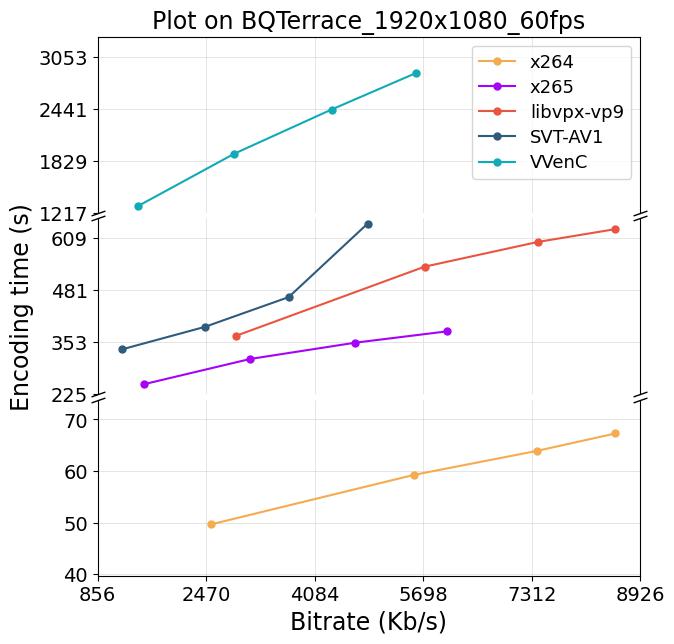 Plot on BQTerrace_1920x1080_60fps
x264
x265
libvpx-vp9
SVT-AV1
VVenC
3053
2441
1829
1217
609
481
353
225
70
60
50
40
Encoding time (s)
856 2470 4084 5698 7312 8926
Bitrate (Kb/s)